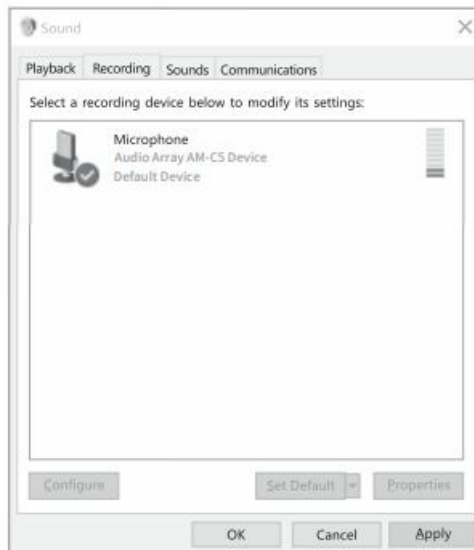 Sound
Playback Recording Sounds Communications
Select a recording device below to modify its settings:
Microphone
Audio Array AM-C5 Device
Default Device
Configure Set Default Properties
OK Cancel Apply